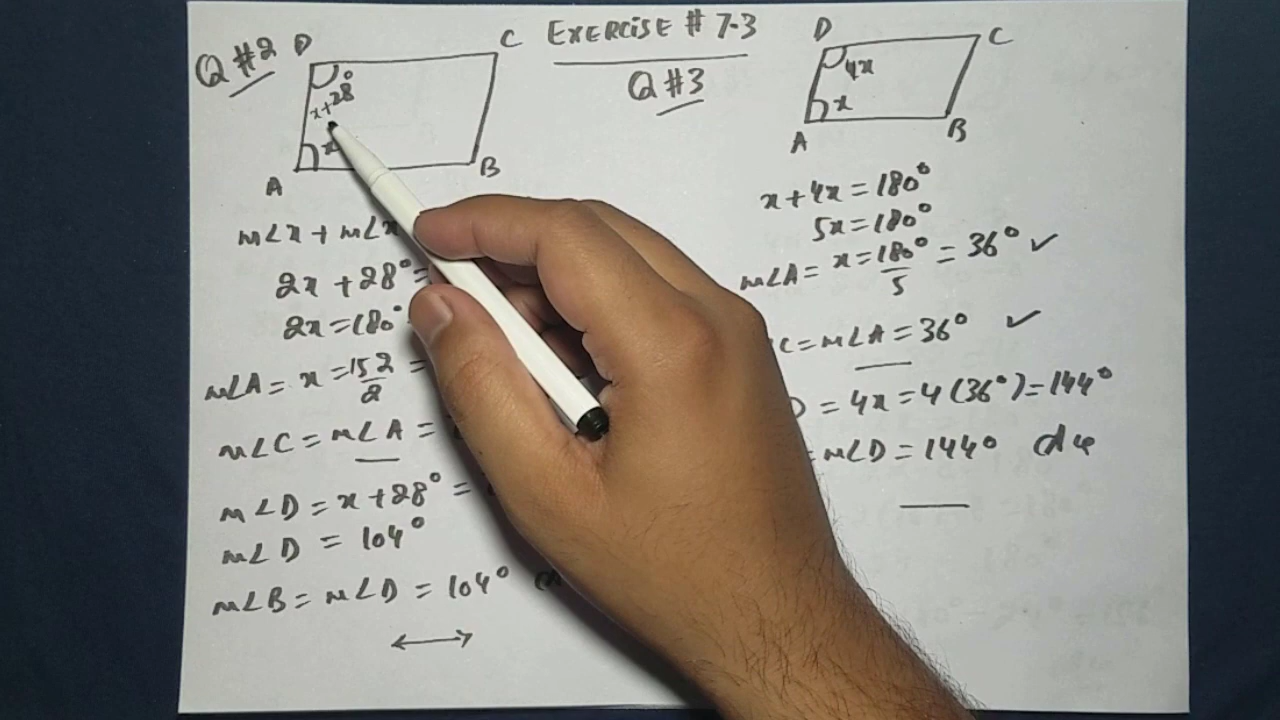 EXERCISE # 7.3
Q #2
D
C
x+28°
x
A
B
m∠x + m∠x
2x + 28° =
2x = 180°
m∠A = x = 152/2 =
m∠C = m∠A =
m∠D = x + 28° =
m∠D = 104°
m∠B = m∠D = 104°
Q #3
D
C
4x
x
A
B
x + 4x = 180°
5x = 180°
m∠A = x = 180°/5 = 36° ✓
C = m∠A = 36° ✓
D = 4x = 4(36°) = 144°
= m∠D = 144°